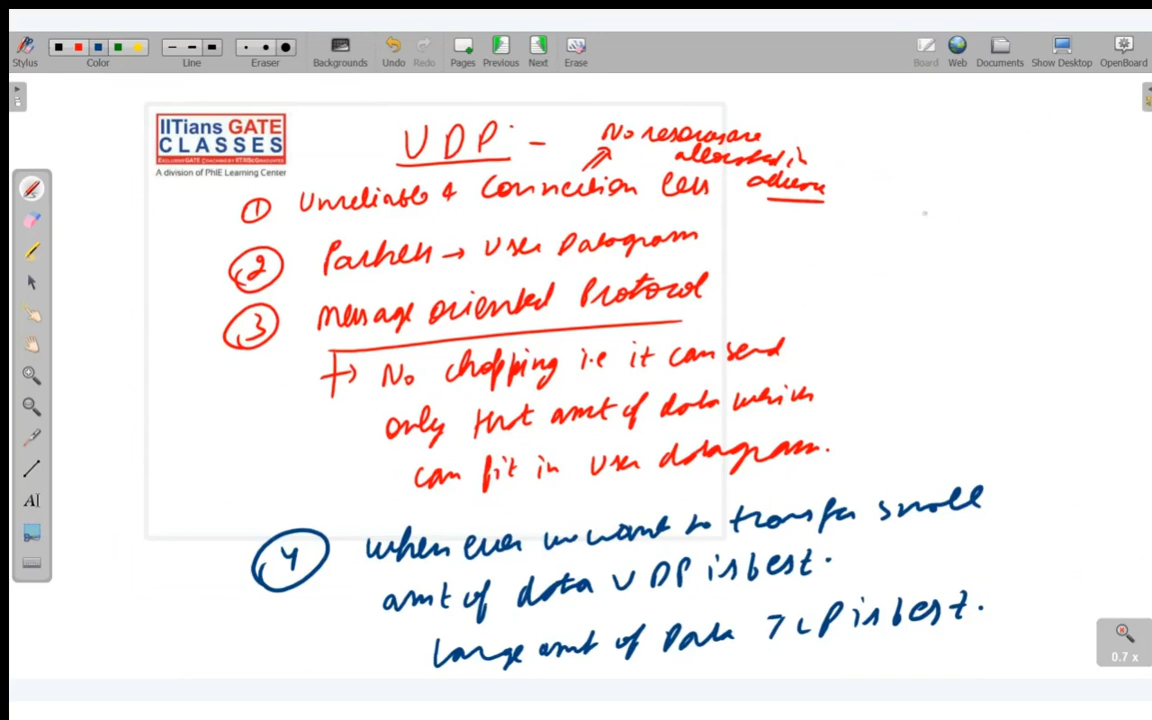 Stylus
Color
Line
Eraser
Backgrounds
Undo
Redo
Pages
Previous
Next
Erase
Board
Web
Documents
Show Desktop
OpenBoard
IITians GATE
CLASSES
A division of PhIE Learning Center
UDP -
No resources are
allocated in
① Unreliable & Connection less
② Packets → User Datagram
③ Message oriented Protocol
→ No chopping i.e it can send
only that amt of data which
can fit in User datagram.
④ when ever we want to transfer small
amt of data UDP is best.
Large amt of Data TCP is best.
AI
0.7 x